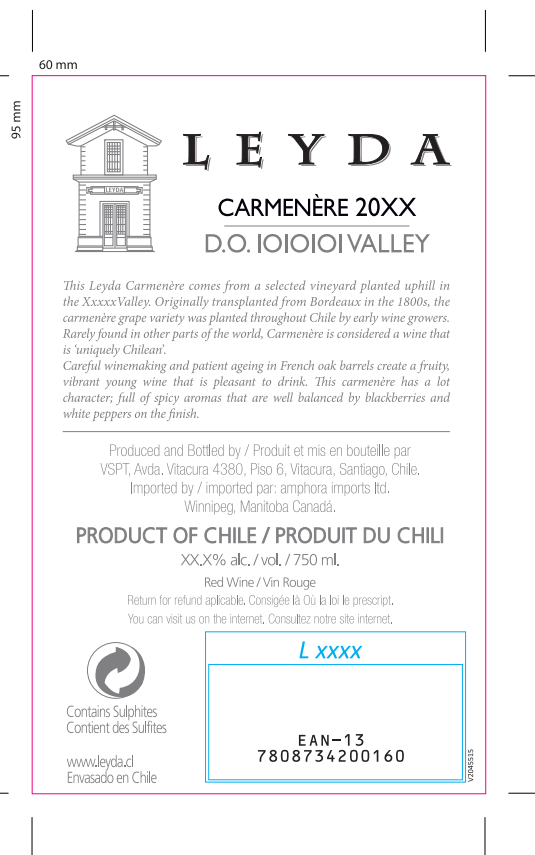 60 mm
95 mm
LEYDA
LEYDA
CARMENÈRE 20XX
D.O. IOIOIOI VALLEY
This Leyda Carmenère comes from a selected vineyard planted uphill in
the XxxxxValley. Originally transplanted from Bordeaux in the 1800s, the
carmenère grape variety was planted throughout Chile by early wine growers.
Rarely found in other parts of the world, Carmenère is considered a wine that
is ‘uniquely Chilean’.
Careful winemaking and patient ageing in French oak barrels create a fruity,
vibrant young wine that is pleasant to drink. This carmenère has a lot
character; full of spicy aromas that are well balanced by blackberries and
white peppers on the finish.
Produced and Bottled by / Produit et mis en bouteille par
VSPT, Avda. Vitacura 4380, Piso 6, Vitacura, Santiago, Chile.
Imported by / imported par: amphora imports ltd.
Winnipeg, Manitoba Canadá.
PRODUCT OF CHILE / PRODUIT DU CHILI
XX.X% alc. / vol. / 750 ml.
Red Wine / Vin Rouge
Return for refund aplicable. Consigée là Où la loi le prescript.
You can visit us on the internet. Consultez notre site internet.
L xxxx
Contains Sulphites
Contient des Sulfites
www.leyda.cl
Envasado en Chile
EAN-13
7808734200160
V2045515